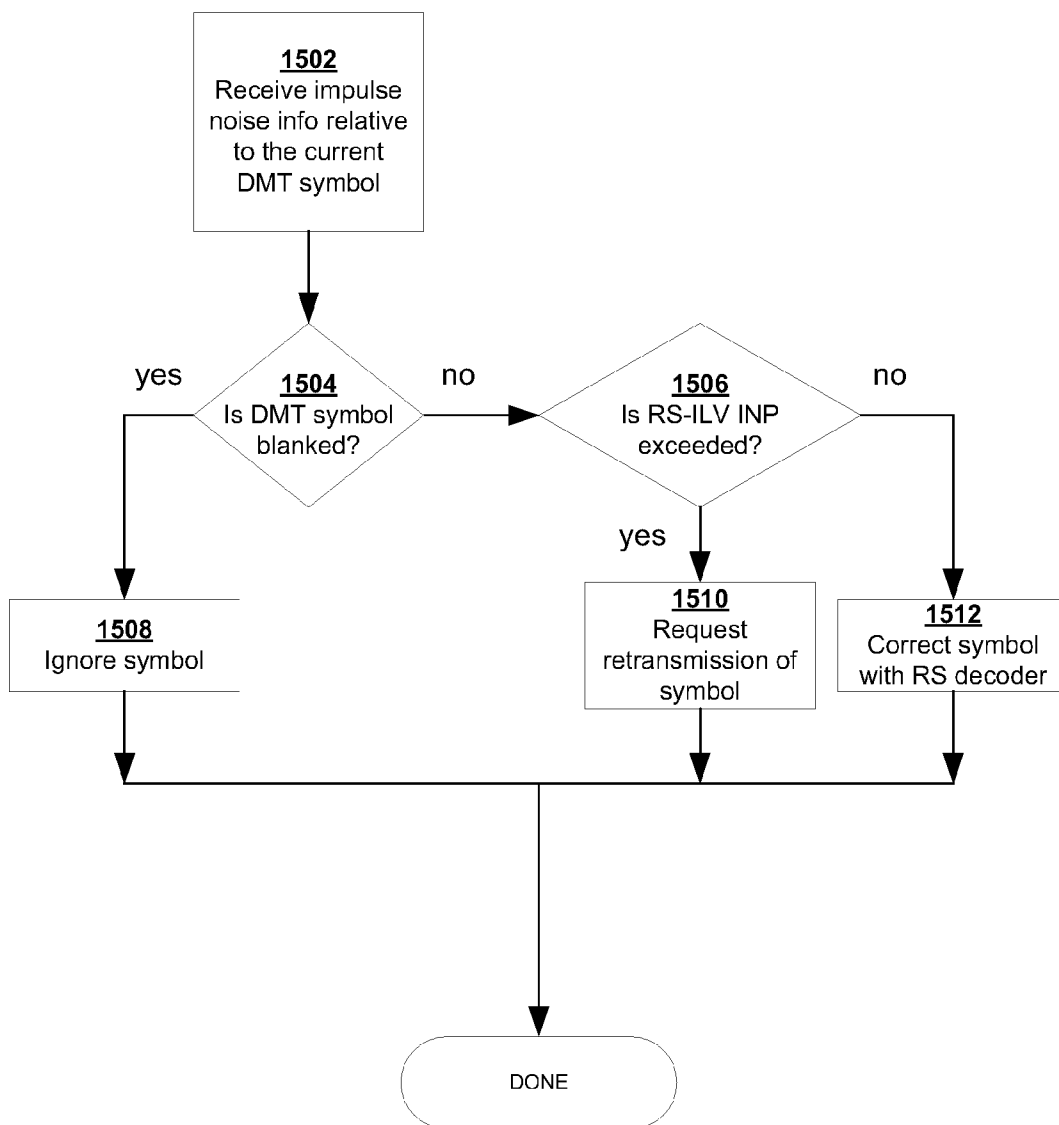 1502
Receive impulse
noise info relative
to the current
DMT symbol
yes
1504
Is DMT symbol
blanked?
no
1506
Is RS-ILV INP
exceeded?
no
yes
1508
Ignore symbol
1510
Request
retransmission of
symbol
1512
Correct symbol
with RS decoder
DONE